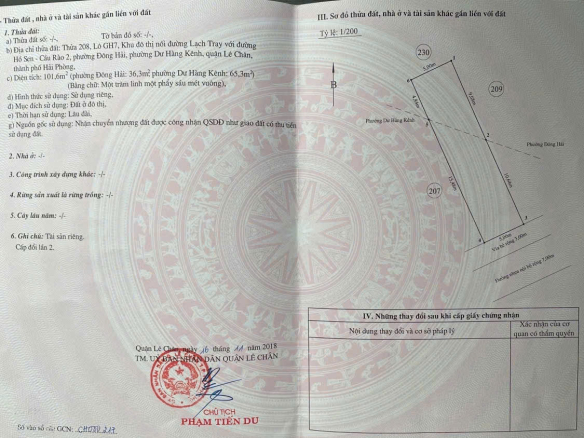 Thửa đất, nhà ở và tài sản khác gắn liền với đất
1. Thửa đất:
a) Thửa đất số: -/-, Tờ bản đồ số: -/-,
b) Địa chỉ thửa đất: Thửa 208, Lô GH7, Khu đô thị nối đường Lạch Tray với đường
Hồ Sen - Cầu Rào 2, phường Đông Hải, phường Dư Hàng Kênh, quận Lê Chân,
thành phố Hải Phòng,
c) Diện tích: 101,6m² (phường Đông Hải: 36,3m², phường Dư Hàng Kênh: 65,3m²)
(Bằng chữ: Một trăm linh một phẩy sáu mét vuông),
d) Hình thức sử dụng: Sử dụng riêng,
đ) Mục đích sử dụng: Đất ở đô thị,
e) Thời hạn sử dụng: Lâu dài,
g) Nguồn gốc sử dụng: Nhận chuyển nhượng đất được công nhận QSDĐ như giao đất có thu tiền
sử dụng đất.
2. Nhà ở: -/-
3. Công trình xây dựng khác: -/-
4. Rừng sản xuất là rừng trồng: -/-
5. Cây lâu năm: -/-
6. Ghi chú: Tài sản riêng.
Cấp đổi lần 2.
Quận Lê Chân, ngày 16 tháng 11 năm 2018
TM. UỶ BAN NHÂN DÂN QUẬN LÊ CHÂN
CHỦ TỊCH
PHẠM TIẾN DU
Số vào sổ cấp GCN:
III. Sơ đồ thửa đất, nhà ở và tài sản khác gắn liền với đất
Tỷ lệ: 1/200
B
230
5,00m
209
Phường Dư Hàng Kênh
2
Phường Đông Hải
207
5,00m
Vỉa hè rộng 3,00m
IV. Những thay đổi sau khi cấp giấy chứng nhận
Nội dung thay đổi và cơ sở pháp lý
Xác nhận của cơ
quan có thẩm quyền